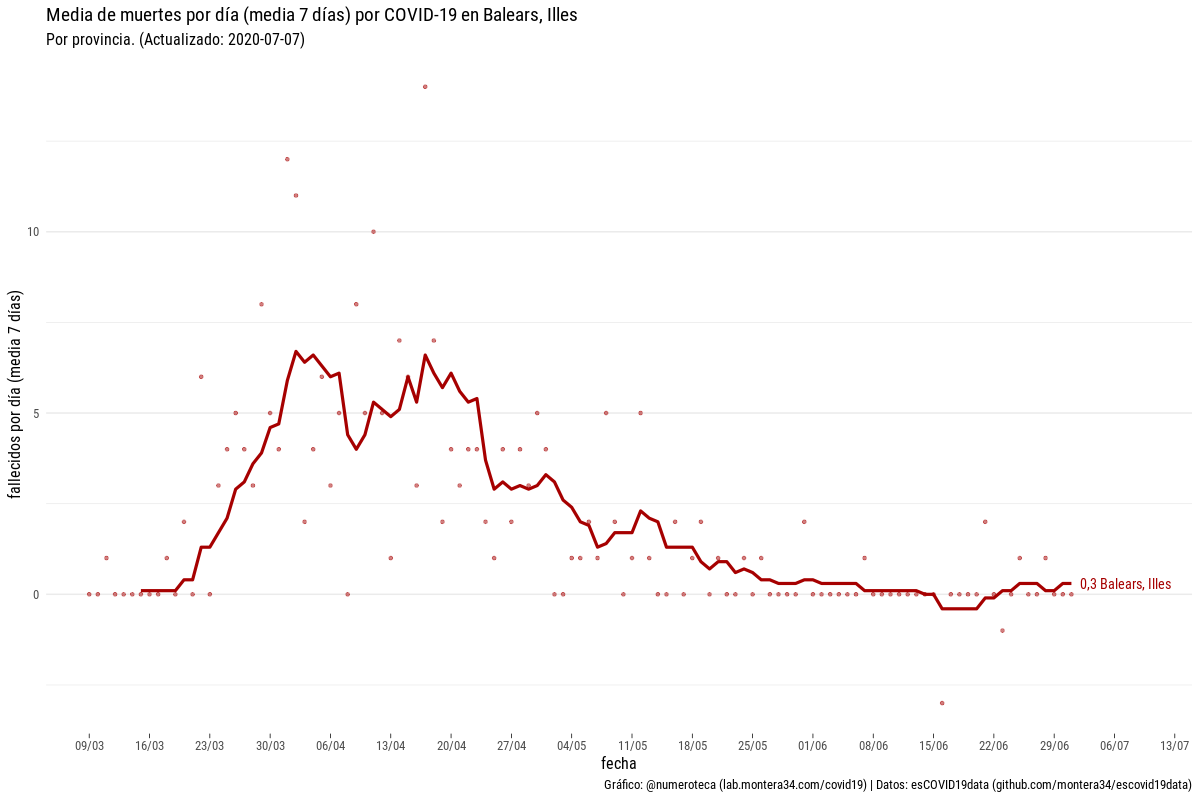 Media de muertes por día (media 7 días) por COVID-19 en Balears, Illes
Por provincia. (Actualizado: 2020-07-07)
fallecidos por día (media 7 días)
10
5
0
0,3 Balears, Illes
09/03 16/03 23/03 30/03 06/04 13/04 20/04 27/04 04/05 11/05 18/05 25/05 01/06 08/06 15/06 22/06 29/06 06/07 13/07
fecha
Gráfico: @numeroteca (lab.montera34.com/covid19) | Datos: esCOVID19data (github.com/montera34/escovid19data)